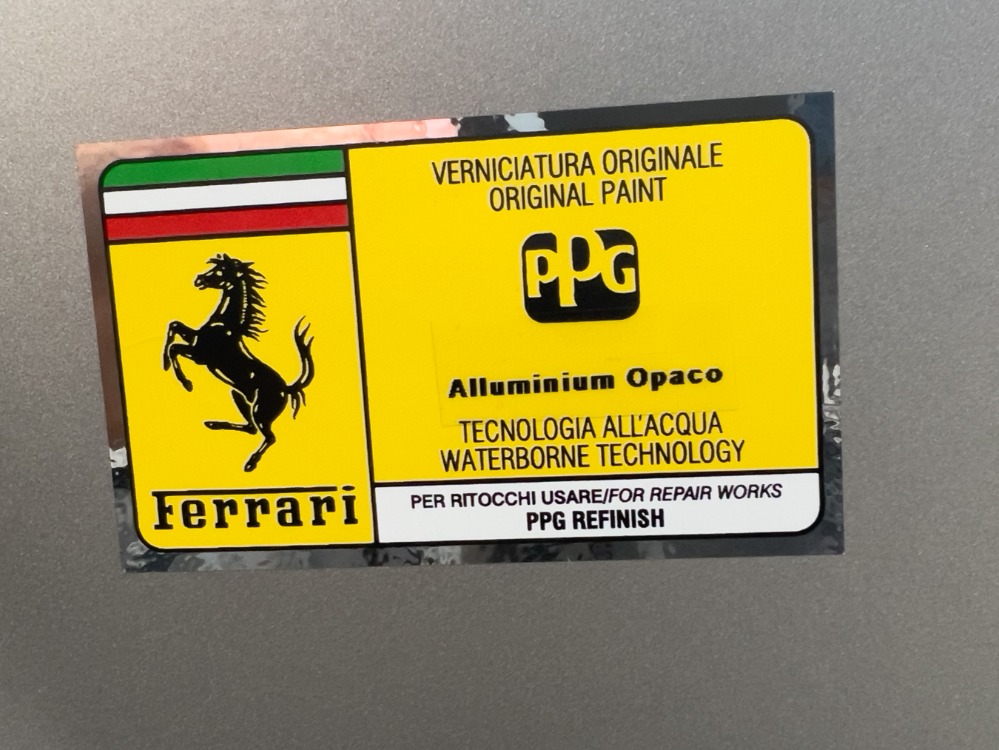 VERNICIATURA ORIGINALE
ORIGINAL PAINT
PPG
Alluminium Opaco
TECNOLOGIA ALL'ACQUA
WATERBORNE TECHNOLOGY
Ferrari
PER RITOCCHI USARE/FOR REPAIR WORKS
PPG REFINISH